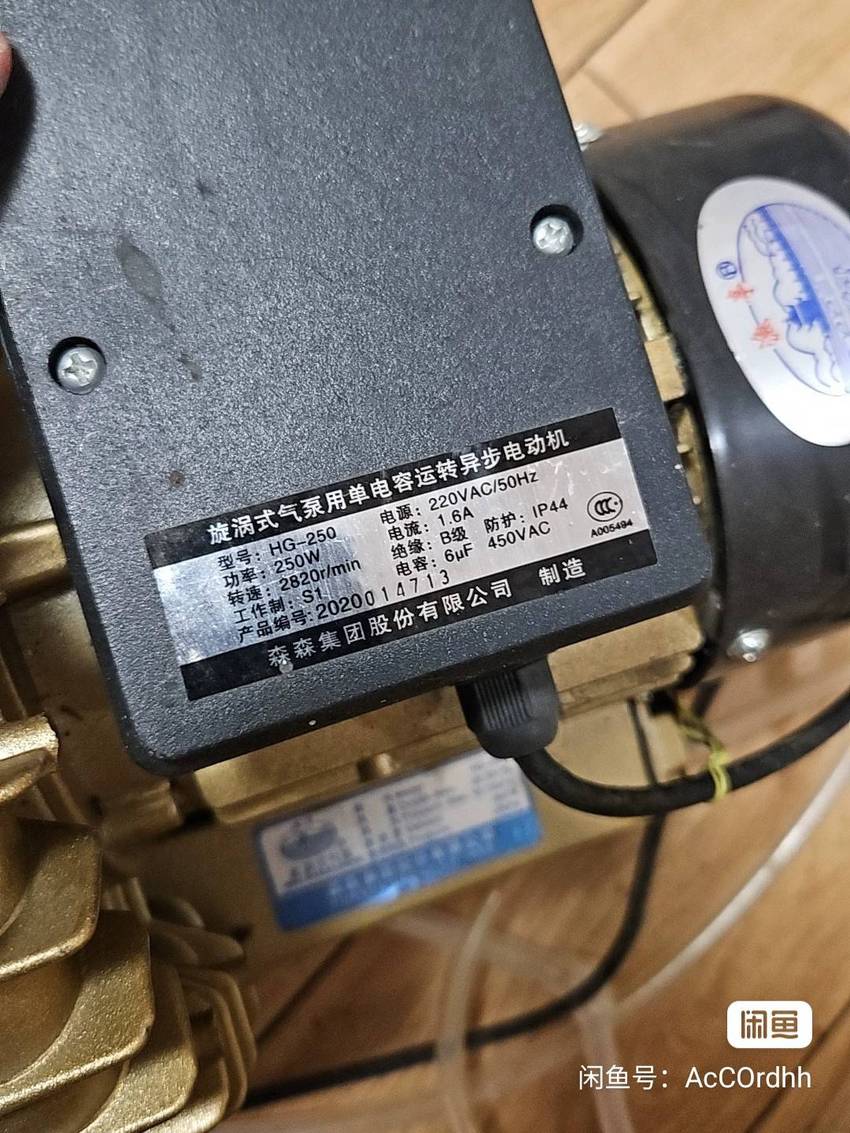 旋涡式气泵用单电容运转异步电动机
型号：HG-250 电源：220VAC/50Hz
功率：250W 电流：1.6A
转速：2820r/min 绝缘：B级 防护：IP44
工作制：S1 电容：6μF 450VAC
产品编号：2020014713
CCC
A005494
森森集团股份有限公司 制造
闲鱼
闲鱼号：AcCOrdhh